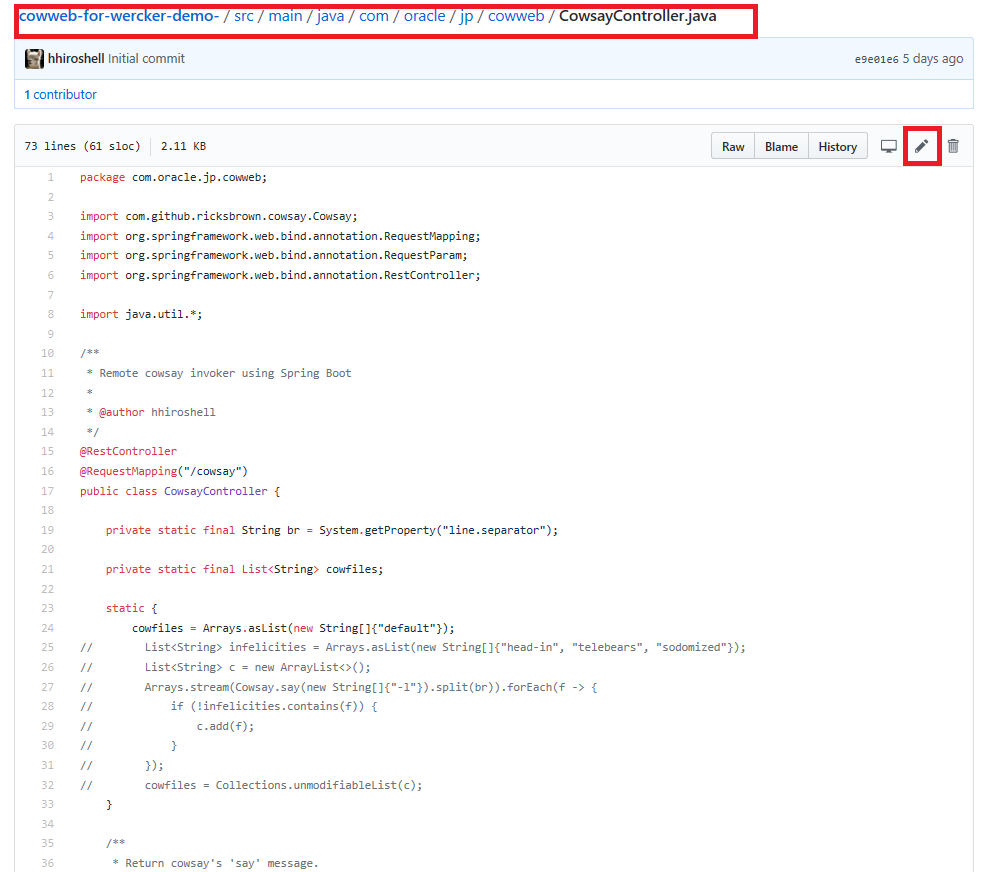 cowweb-for-wercker-demo- / src / main / java / com / oracle / jp / cowweb / CowsayController.java
hhiroshell Initial commit e9e01e6 5 days ago
1 contributor
73 lines (61 sloc) 2.11 KB Raw Blame History
1 package com.oracle.jp.cowweb;
2
3 import com.github.ricksbrown.cowsay.Cowsay;
4 import org.springframework.web.bind.annotation.RequestMapping;
5 import org.springframework.web.bind.annotation.RequestParam;
6 import org.springframework.web.bind.annotation.RestController;
7
8 import java.util.*;
9
10 /**
11  * Remote cowsay invoker using Spring Boot
12  *
13  * @author hhiroshell
14  */
15 @RestController
16 @RequestMapping("/cowsay")
17 public class CowsayController {
18
19     private static final String br = System.getProperty("line.separator");
20
21     private static final List<String> cowfiles;
22
23     static {
24         cowfiles = Arrays.asList(new String[]{"default"});
25 //        List<String> infelicities = Arrays.asList(new String[]{"head-in", "telebears", "sodomized"});
26 //        List<String> c = new ArrayList<>();
27 //        Arrays.stream(Cowsay.say(new String[]{"-l"}).split(br)).forEach(f -> {
28 //            if (!infelicities.contains(f)) {
29 //                c.add(f);
30 //            }
31 //        });
32 //        cowfiles = Collections.unmodifiableList(c);
33     }
34
35     /**
36      * Return cowsay's 'say' message.